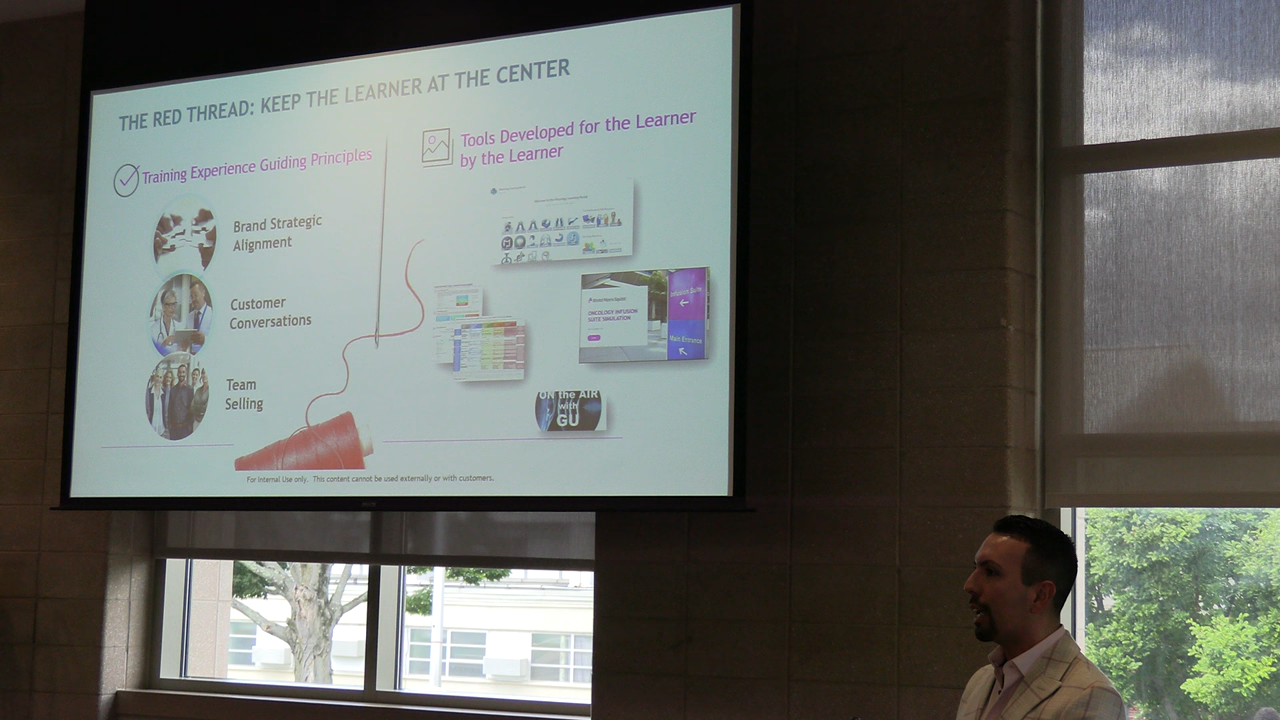 THE RED THREAD: KEEP THE LEARNER AT THE CENTER
Training Experience Guiding Principles
Brand Strategic
Alignment
Customer
Conversations
Team
Selling
Tools Developed for the Learner
by the Learner
ONCOLOGY INFUSION
SUITE SIMULATION
Infusion Suite
Main Entrance
ON the AIR
with
GU
For Internal Use only. This content cannot be used externally or with customers.